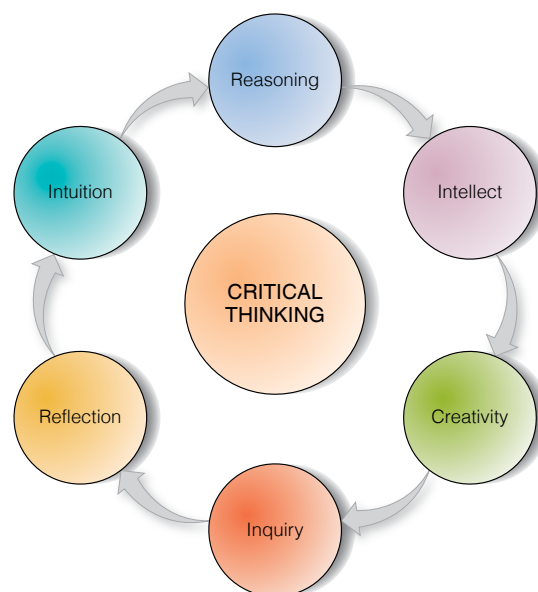 Reasoning
Intellect
Creativity
Inquiry
Reflection
Intuition
CRITICAL
THINKING